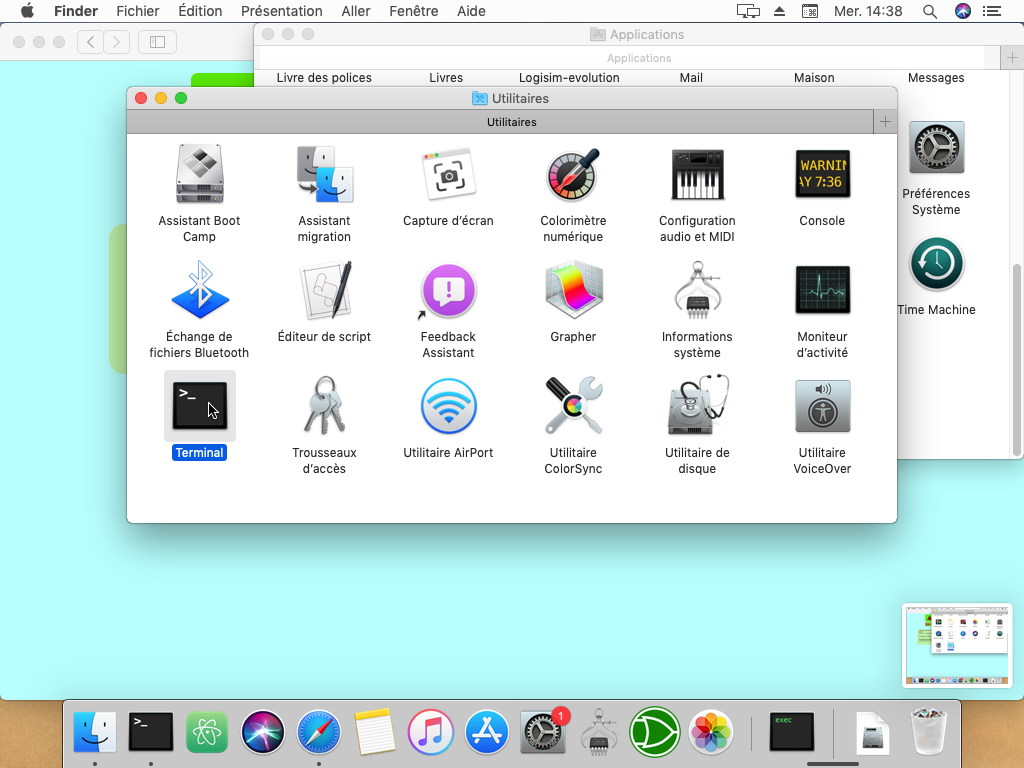 Finder Fichier Édition Présentation Aller Fenêtre Aide Mer. 14:38
Applications
Applications
Livre des polices Livres Logisim-evolution Mail Maison Messages
Utilitaires
Utilitaires
Préférences
Système
Time Machine
Assistant Boot
Camp
Assistant
migration
Capture d'écran
Colorimètre
numérique
Configuration
audio et MIDI
WARNIN
AY 7:36
Console
Échange de
fichiers Bluetooth
Éditeur de script
Feedback
Assistant
Grapher
Informations
système
Moniteur
d'activité
>_
Terminal
Trousseaux
d'accès
Utilitaire AirPort
Utilitaire
ColorSync
Utilitaire de
disque
Utilitaire
VoiceOver
>_
1
exec